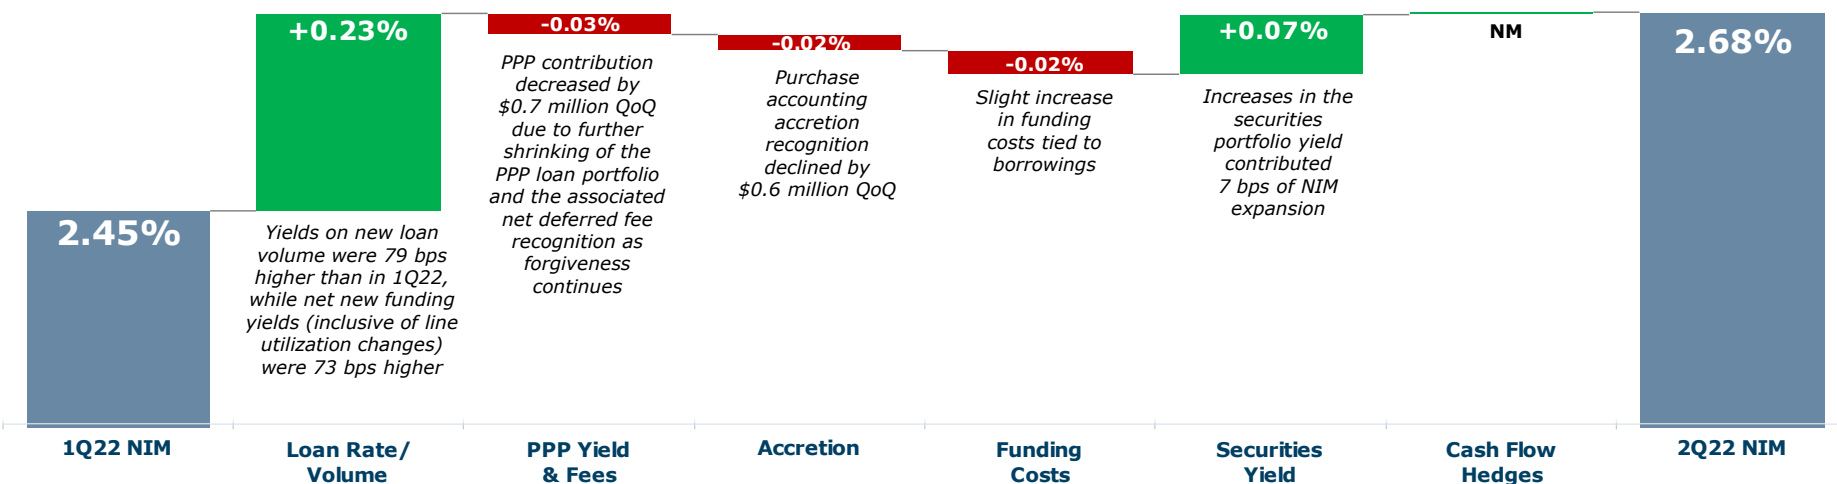 2.45%
+0.23%
Yields on new loan
volume were 79 bps
higher than in 1Q22,
while net new funding
yields (inclusive of line
utilization changes)
were 73 bps higher
-0.03%
PPP contribution
decreased by
$0.7 million QoQ
due to further
shrinking of the
PPP loan portfolio
and the associated
net deferred fee
recognition as
forgiveness
continues
-0.02%
Purchase
accounting
accretion
recognition
declined by
$0.6 million QoQ
-0.02%
Slight increase
in funding
costs tied to
borrowings
+0.07%
Increases in the
securities
portfolio yield
contributed
7 bps of NIM
expansion
NM
2.68%
1Q22 NIM
Loan Rate/
Volume
PPP Yield
& Fees
Accretion
Funding
Costs
Securities
Yield
Cash Flow
Hedges
2Q22 NIM